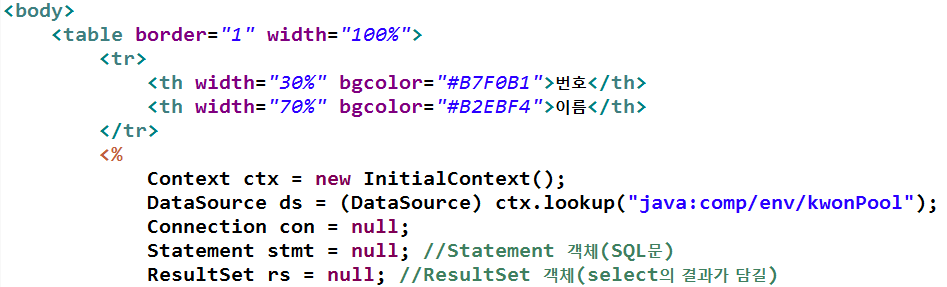 <body>
<table border="1" width="100%">
<tr>
<th width="30%" bgcolor="#B7F0B1">번호</th>
<th width="70%" bgcolor="#B2EBF4">이름</th>
</tr>
<%
Context ctx = new InitialContext();
DataSource ds = (DataSource) ctx.lookup("java:comp/env/kwonPool");
Connection con = null;
Statement stmt = null; //Statement 객체(SQL문)
ResultSet rs = null; //ResultSet 객체(select의 결과가 담길)